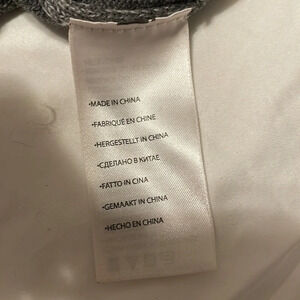 •MADE IN CHINA
•FABRIQUÉ EN CHINE
•HERGESTELLT IN CHINA
•СДЕЛАНО В КИТАЕ
•FATTO IN CINA
•GEMAAKT IN CHINA
•HECHO EN CHINA